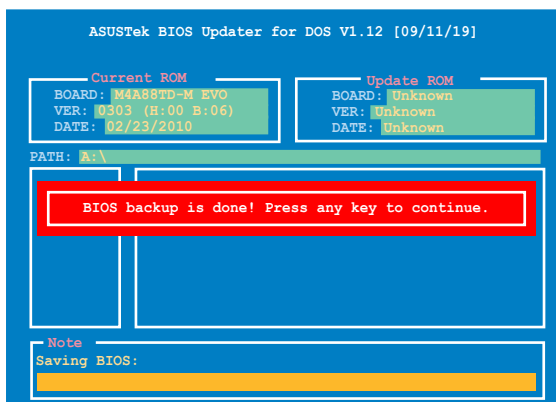 ASUSTek BIOS Updater for DOS V1.12 [09/11/19]
Current ROM
BOARD: M4A88TD-M EVO
VER: 0303 (H:00 B:06)
DATE: 02/23/2010
Update ROM
BOARD: Unknown
VER: Unknown
DATE: Unknown
PATH: A:\
BIOS backup is done! Press any key to continue.
Note
Saving BIOS: